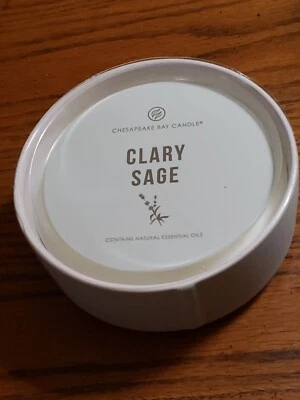 CHESAPEAKE BAY CANDLE®
CLARY
SAGE
CONTAINS NATURAL ESSENTIAL OILS